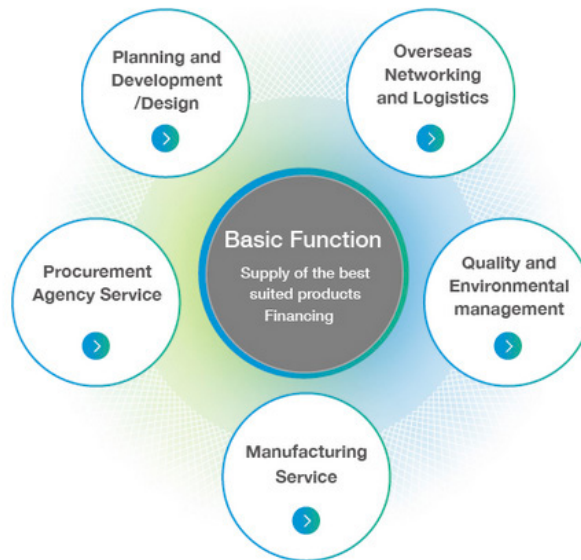 Planning and
Development
/Design
Overseas
Networking
and Logistics
Basic Function
Supply of the best
suited products
Financing
Procurement
Agency Service
Quality and
Environmental
management
Manufacturing
Service